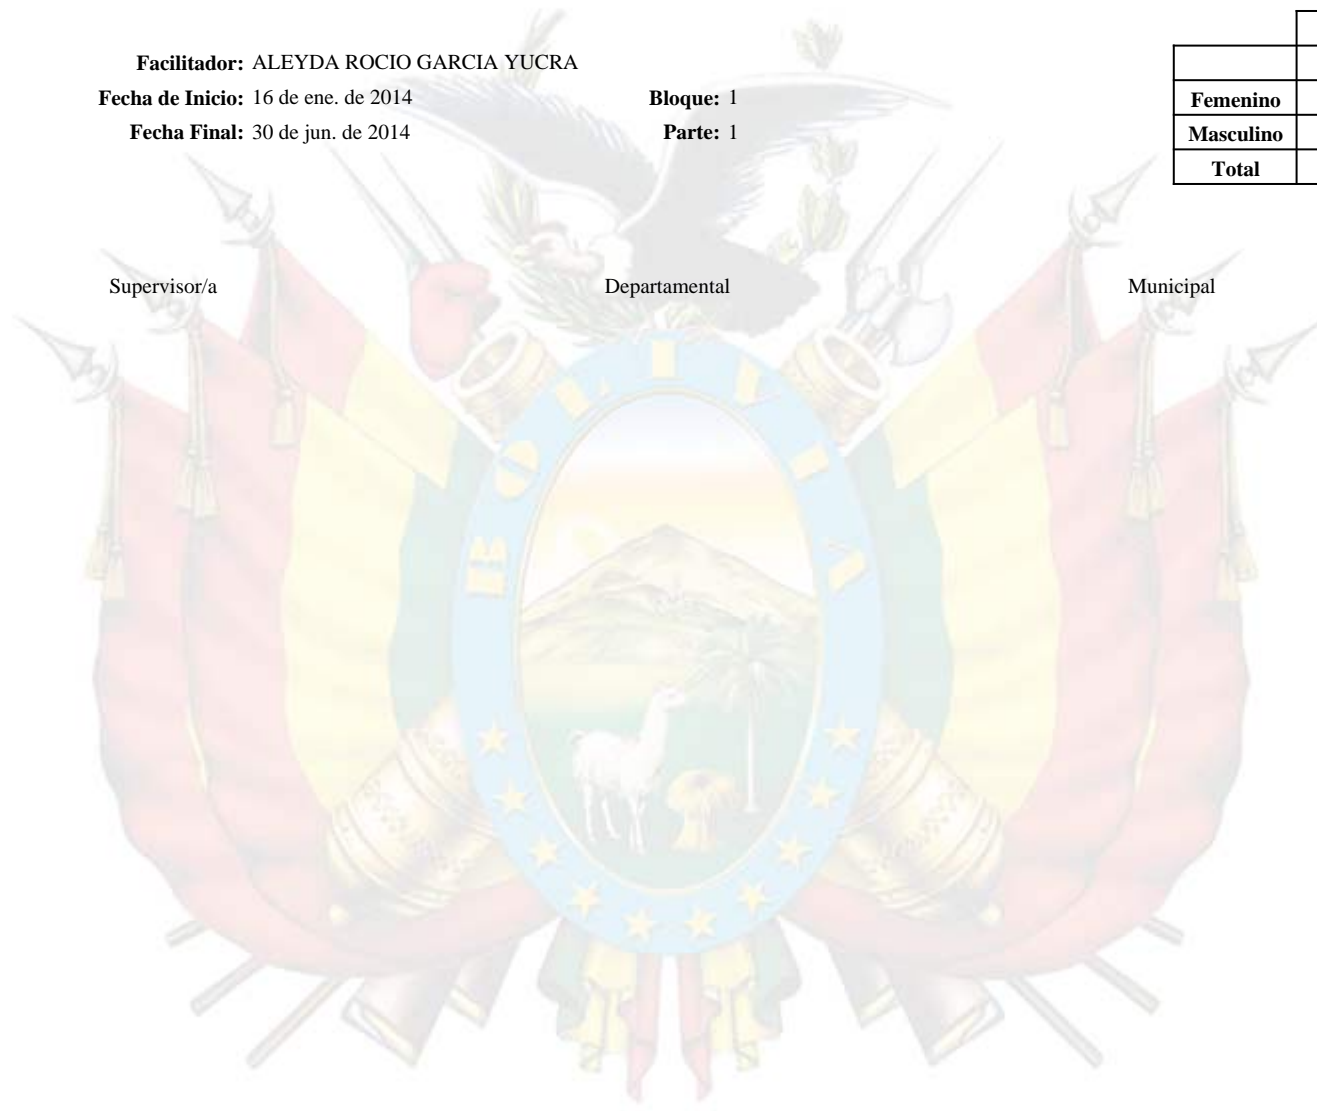 Facilitador: ALEYDA ROCIO GARCIA YUCRA
Fecha de Inicio: 16 de ene. de 2014 Bloque: 1
Femenino
Fecha Final: 30 de jun. de 2014 Parte: 1
Masculino
Total
Supervisor/a Departamental Municipal
BOLIVIA